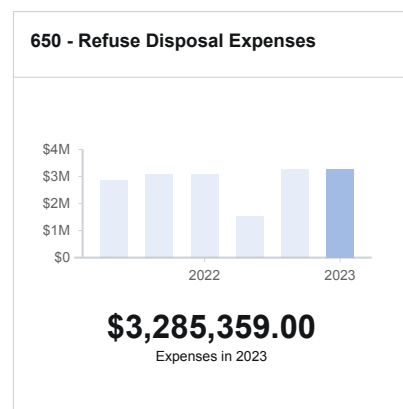 650 - Refuse Disposal Expenses
$4M
$3M
$2M
$1M
$0
2022 2023
$3,285,359.00
Expenses in 2023